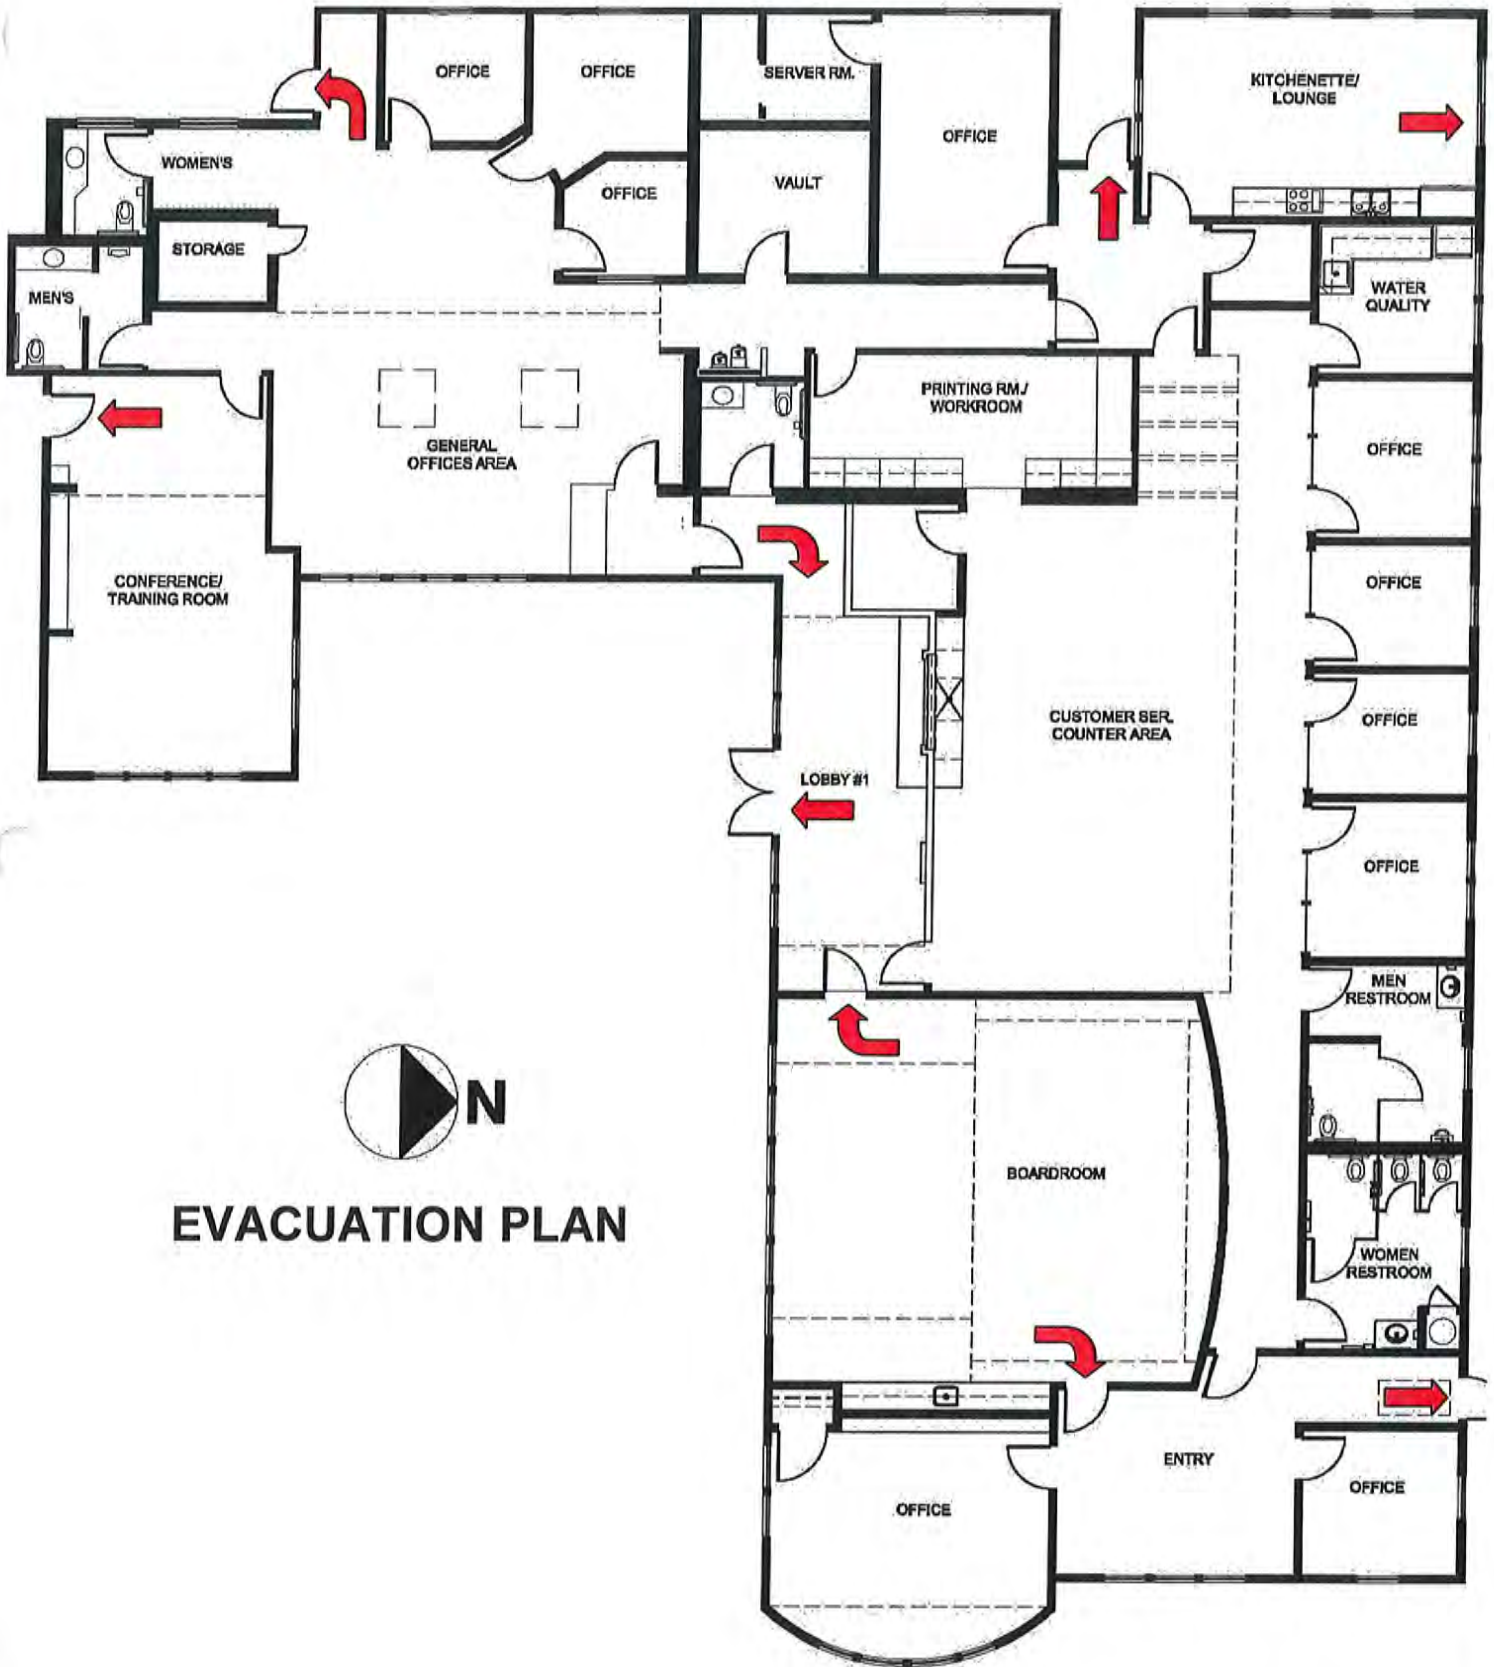 OFFICE
OFFICE
SERVER RM.
KITCHENETTE/
LOUNGE
OFFICE
WOMEN'S
OFFICE
VAULT
STORAGE
MEN'S
WATER
QUALITY
PRINTING RM./
WORKROOM
GENERAL
OFFICES AREA
OFFICE
CONFERENCE/
TRAINING ROOM
OFFICE
CUSTOMER SER.
COUNTER AREA
OFFICE
LOBBY #1
OFFICE
MEN
RESTROOM
N
BOARDROOM
EVACUATION PLAN
WOMEN
RESTROOM
ENTRY
OFFICE
OFFICE